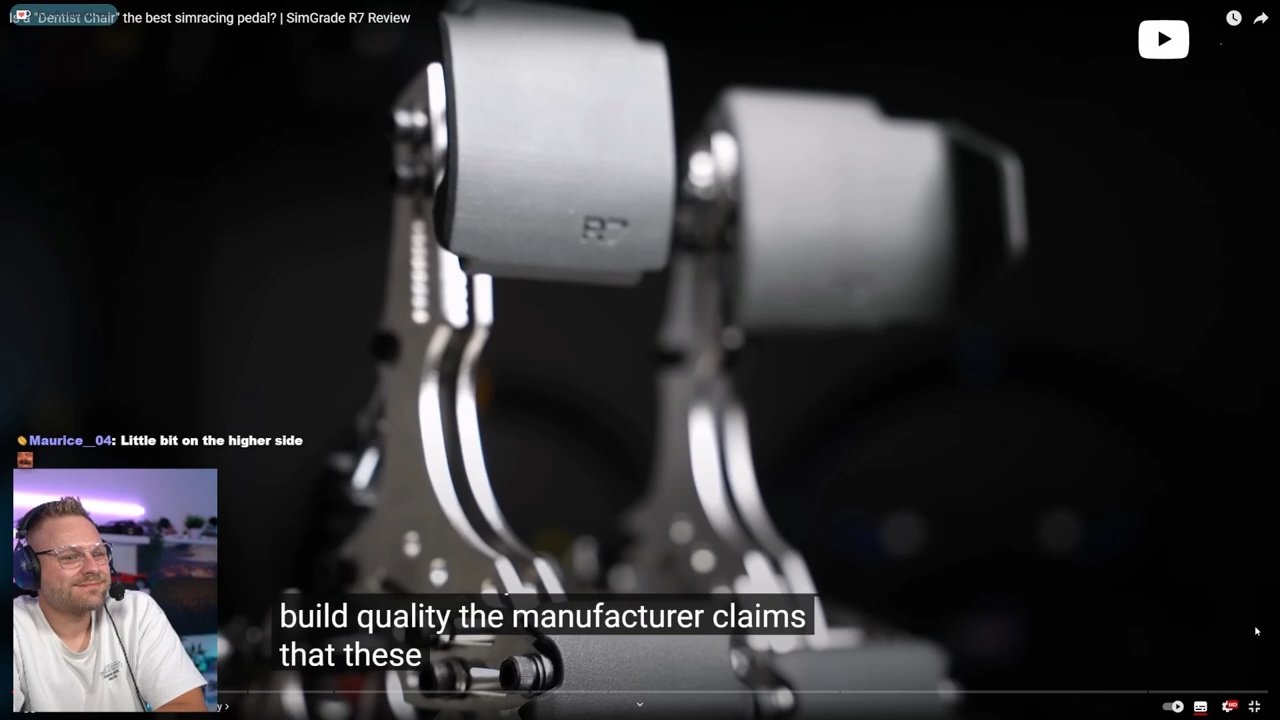 "Dentist Chair" the best simracing pedal? | SimGrade R7 Review
R7
Maurice__04: Little bit on the higher side
build quality the manufacturer claims
that these
HD